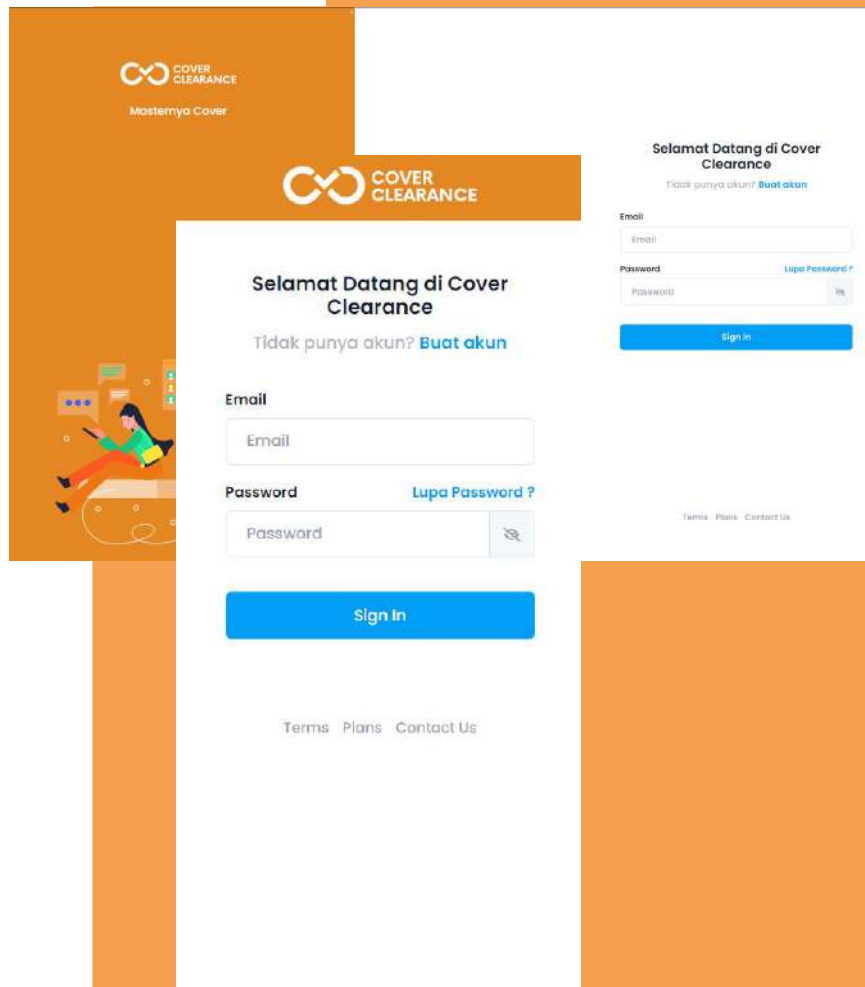 COVER
CLEARANCE
Masternya Cover
Selamat Datang di Cover
Clearance
Tidak punya akun? Buat akun
Email
Email
Password Lupa Password ?
Password
Sign In
Terms Plans Contact Us
COVER
CLEARANCE
Selamat Datang di Cover
Clearance
Tidak punya akun? Buat akun
Email
Email
Password Lupa Password ?
Password
Sign In
Terms Plans Contact Us